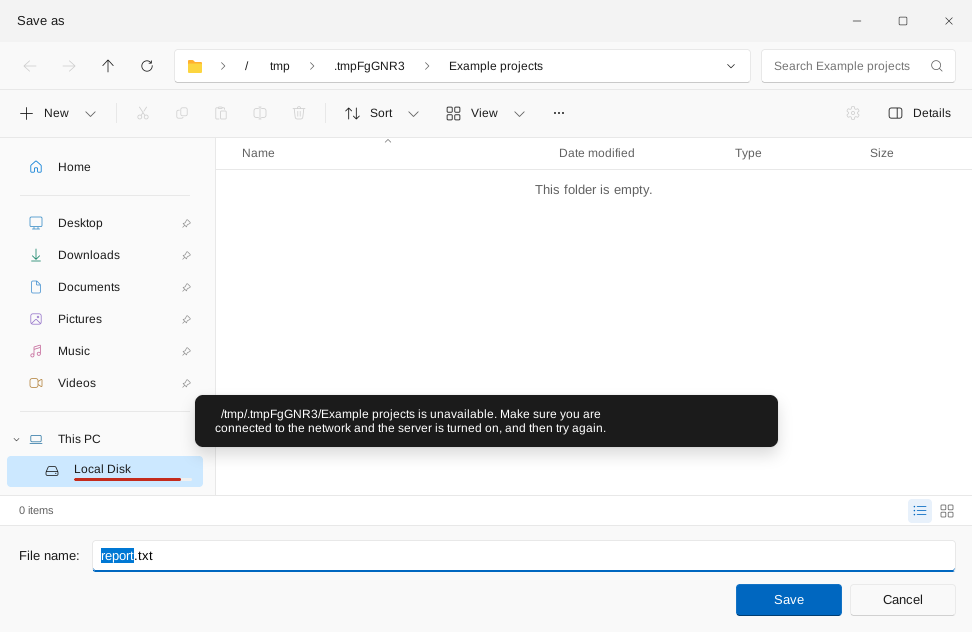 Save as
/ tmp .tmpFgGNR3 Example projects
Search Example projects
New Sort View ... Details
Home
Desktop
Downloads
Documents
Pictures
Music
Videos
This PC
Local Disk
Name Date modified Type Size
This folder is empty.
/tmp/.tmpFgGNR3/Example projects is unavailable. Make sure you are
connected to the network and the server is turned on, and then try again.
0 items
File name: report.txt
Save Cancel